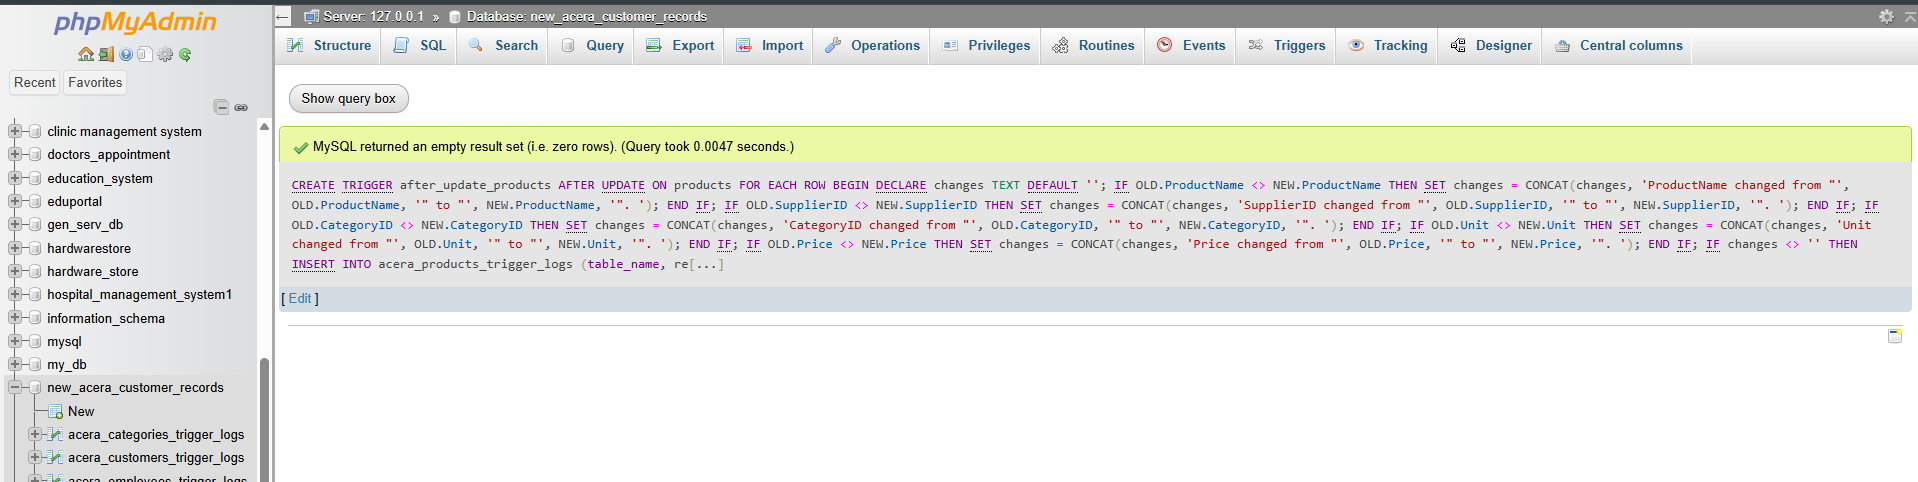 phpMyAdmin
Recent
Favorites
clinic management system
doctors_appointment
education_system
eduportal
gen_serv_db
hardwarestore
hardware_store
hospital_management_system1
information_schema
mysql
my_db
new_acera_customer_records
New
acera_categories_trigger_logs
acera_customers_trigger_logs
acera_employees_trigger_logs
Server: 127.0.0.1 » Database: new_acera_customer_records
Structure
SQL
Search
Query
Export
Import
Operations
Privileges
Routines
Events
Triggers
Tracking
Designer
Central columns
Show query box
MySQL returned an empty result set (i.e. zero rows). (Query took 0.0047 seconds.)
CREATE TRIGGER after_update_products AFTER UPDATE ON products FOR EACH ROW BEGIN DECLARE changes TEXT DEFAULT ''; IF OLD.ProductName <> NEW.ProductName THEN SET changes = CONCAT(changes, 'ProductName changed from "',
OLD.ProductName, '" to "', NEW.ProductName, '". '); END IF; IF OLD.SupplierID <> NEW.SupplierID THEN SET changes = CONCAT(changes, 'SupplierID changed from "', OLD.SupplierID, '" to "', NEW.SupplierID, '". '); END IF; IF
OLD.CategoryID <> NEW.CategoryID THEN SET changes = CONCAT(changes, 'CategoryID changed from "', OLD.CategoryID, '" to "', NEW.CategoryID, '". '); END IF; IF OLD.Unit <> NEW.Unit THEN SET changes = CONCAT(changes, 'Unit
changed from "', OLD.Unit, '" to "', NEW.Unit, '". '); END IF; IF OLD.Price <> NEW.Price THEN SET changes = CONCAT(changes, 'Price changed from "', OLD.Price, '" to "', NEW.Price, '". '); END IF; IF changes <> '' THEN
INSERT INTO acera_products_trigger_logs (table_name, re[...]
[ Edit ]